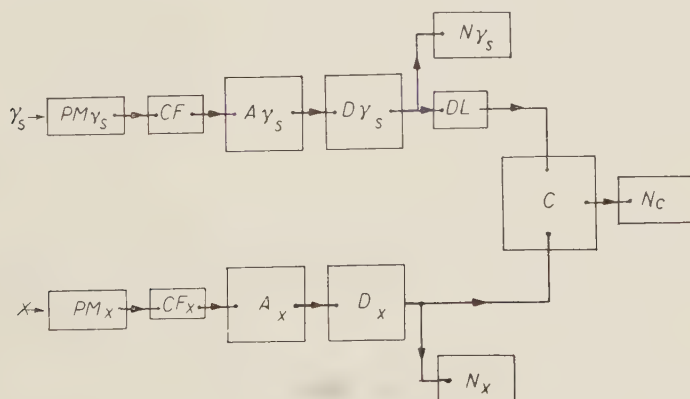 Nγs
γs PMγs CF Aγs Dγs DL
C Nc
x PMx CFx Ax Dx
Nx